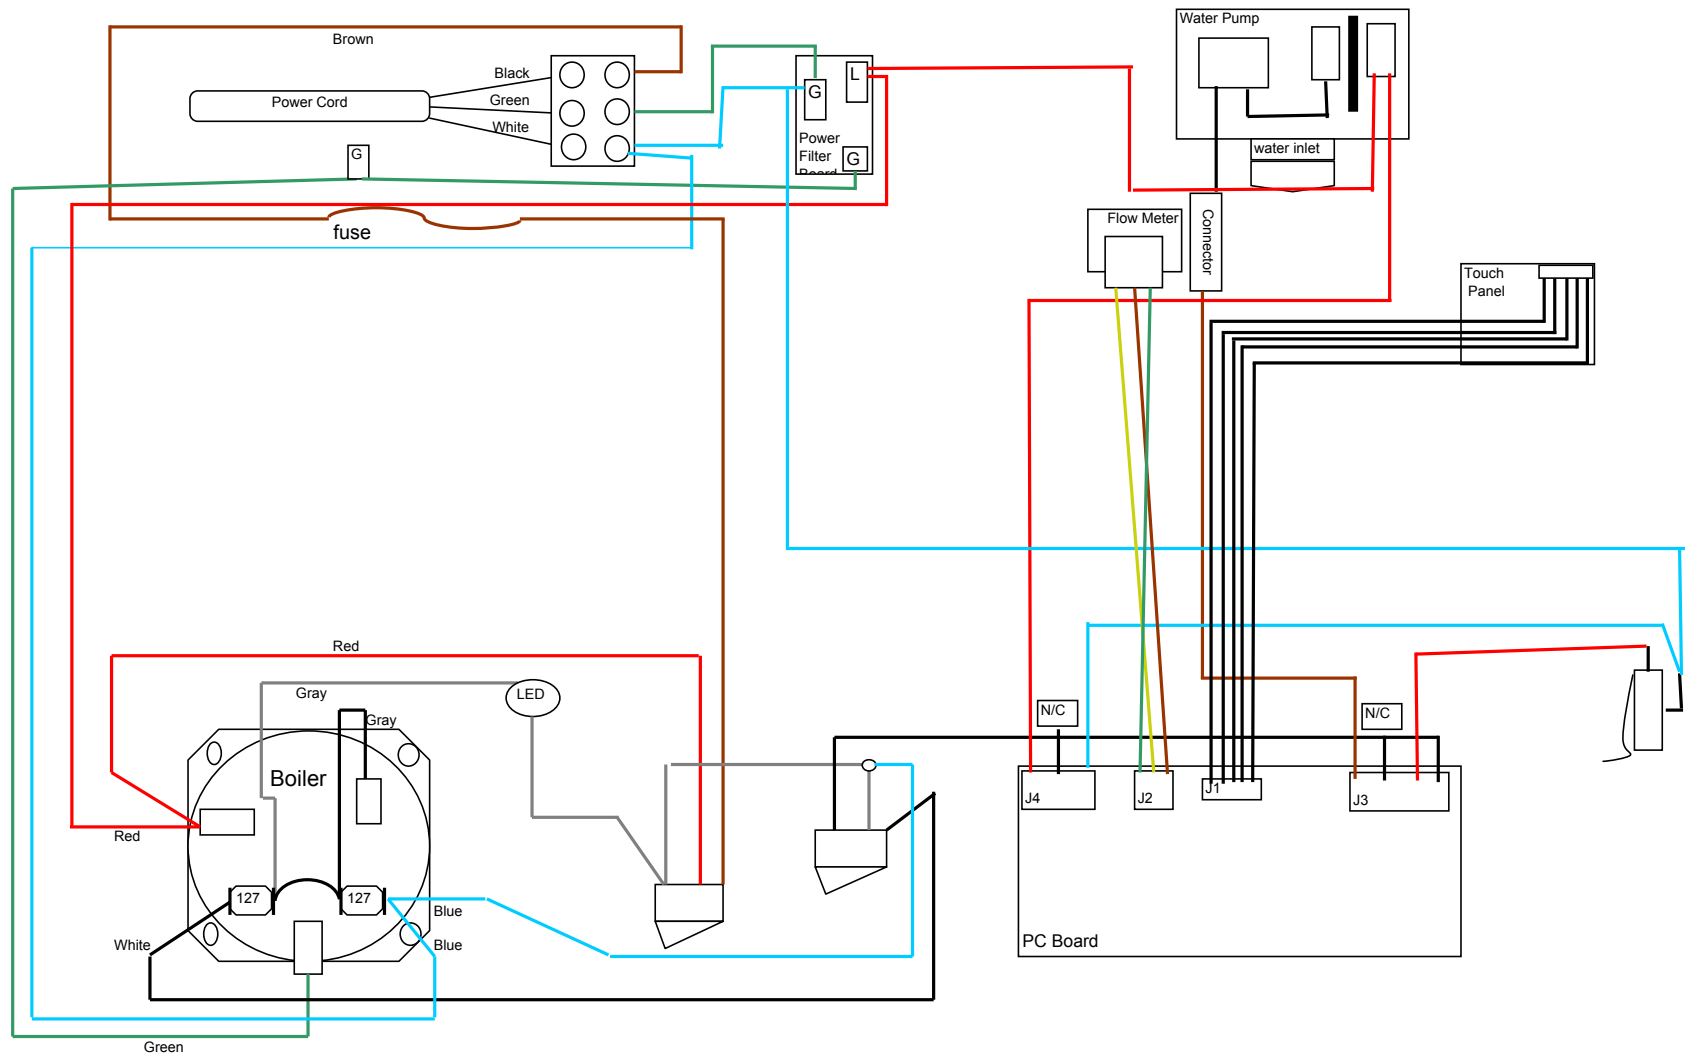 Water Pump
Brown
Black
Power Cord
Green
White
L
G
G
Power
Filter
Board
G
water inlet
fuse
Flow Meter
Connector
Touch
Panel
Red
Gray
LED
Gray
N/C
N/C
Boiler
J4
J2
J1
J3
Red
127
127
Blue
White
Blue
PC Board
Green